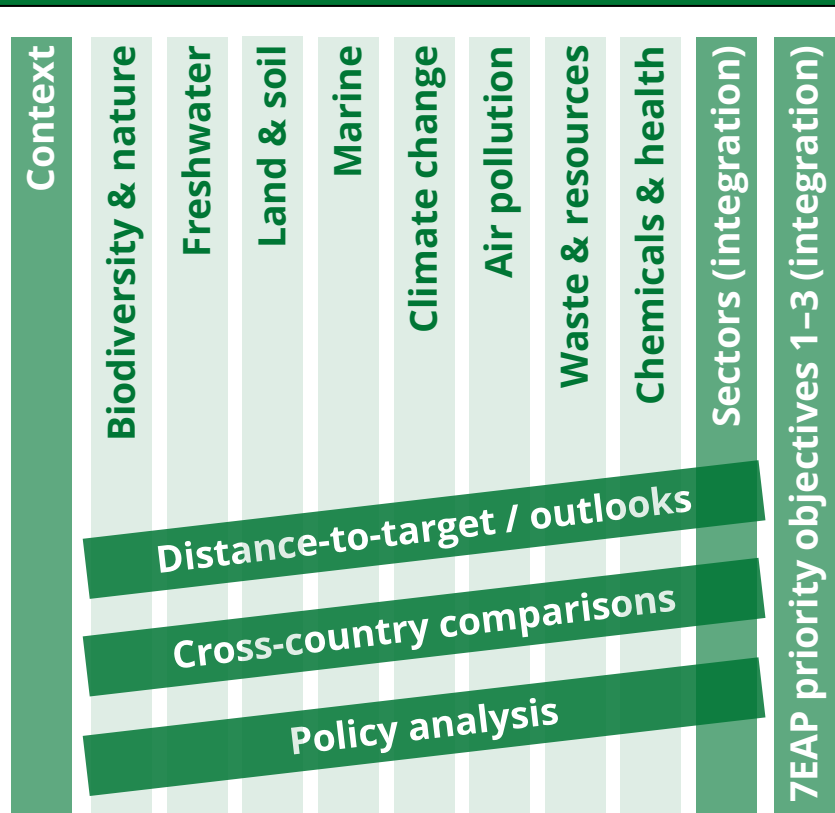 Context
Biodiversity & nature
Freshwater
Land & soil
Marine
Climate change
Air pollution
Waste & resources
Chemicals & health
Sectors (integration)
7EAP priority objectives 1–3 (integration)
Distance-to-target / outlooks
Cross-country comparisons
Policy analysis